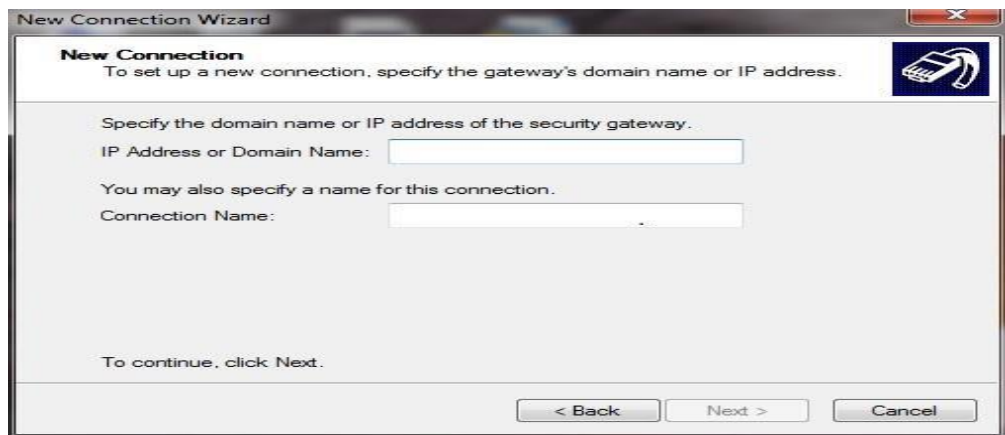 New Connection Wizard
New Connection
To set up a new connection, specify the gateway's domain name or IP address.
Specify the domain name or IP address of the security gateway.
IP Address or Domain Name:
You may also specify a name for this connection.
Connection Name:
To continue, click Next.
< Back Next > Cancel